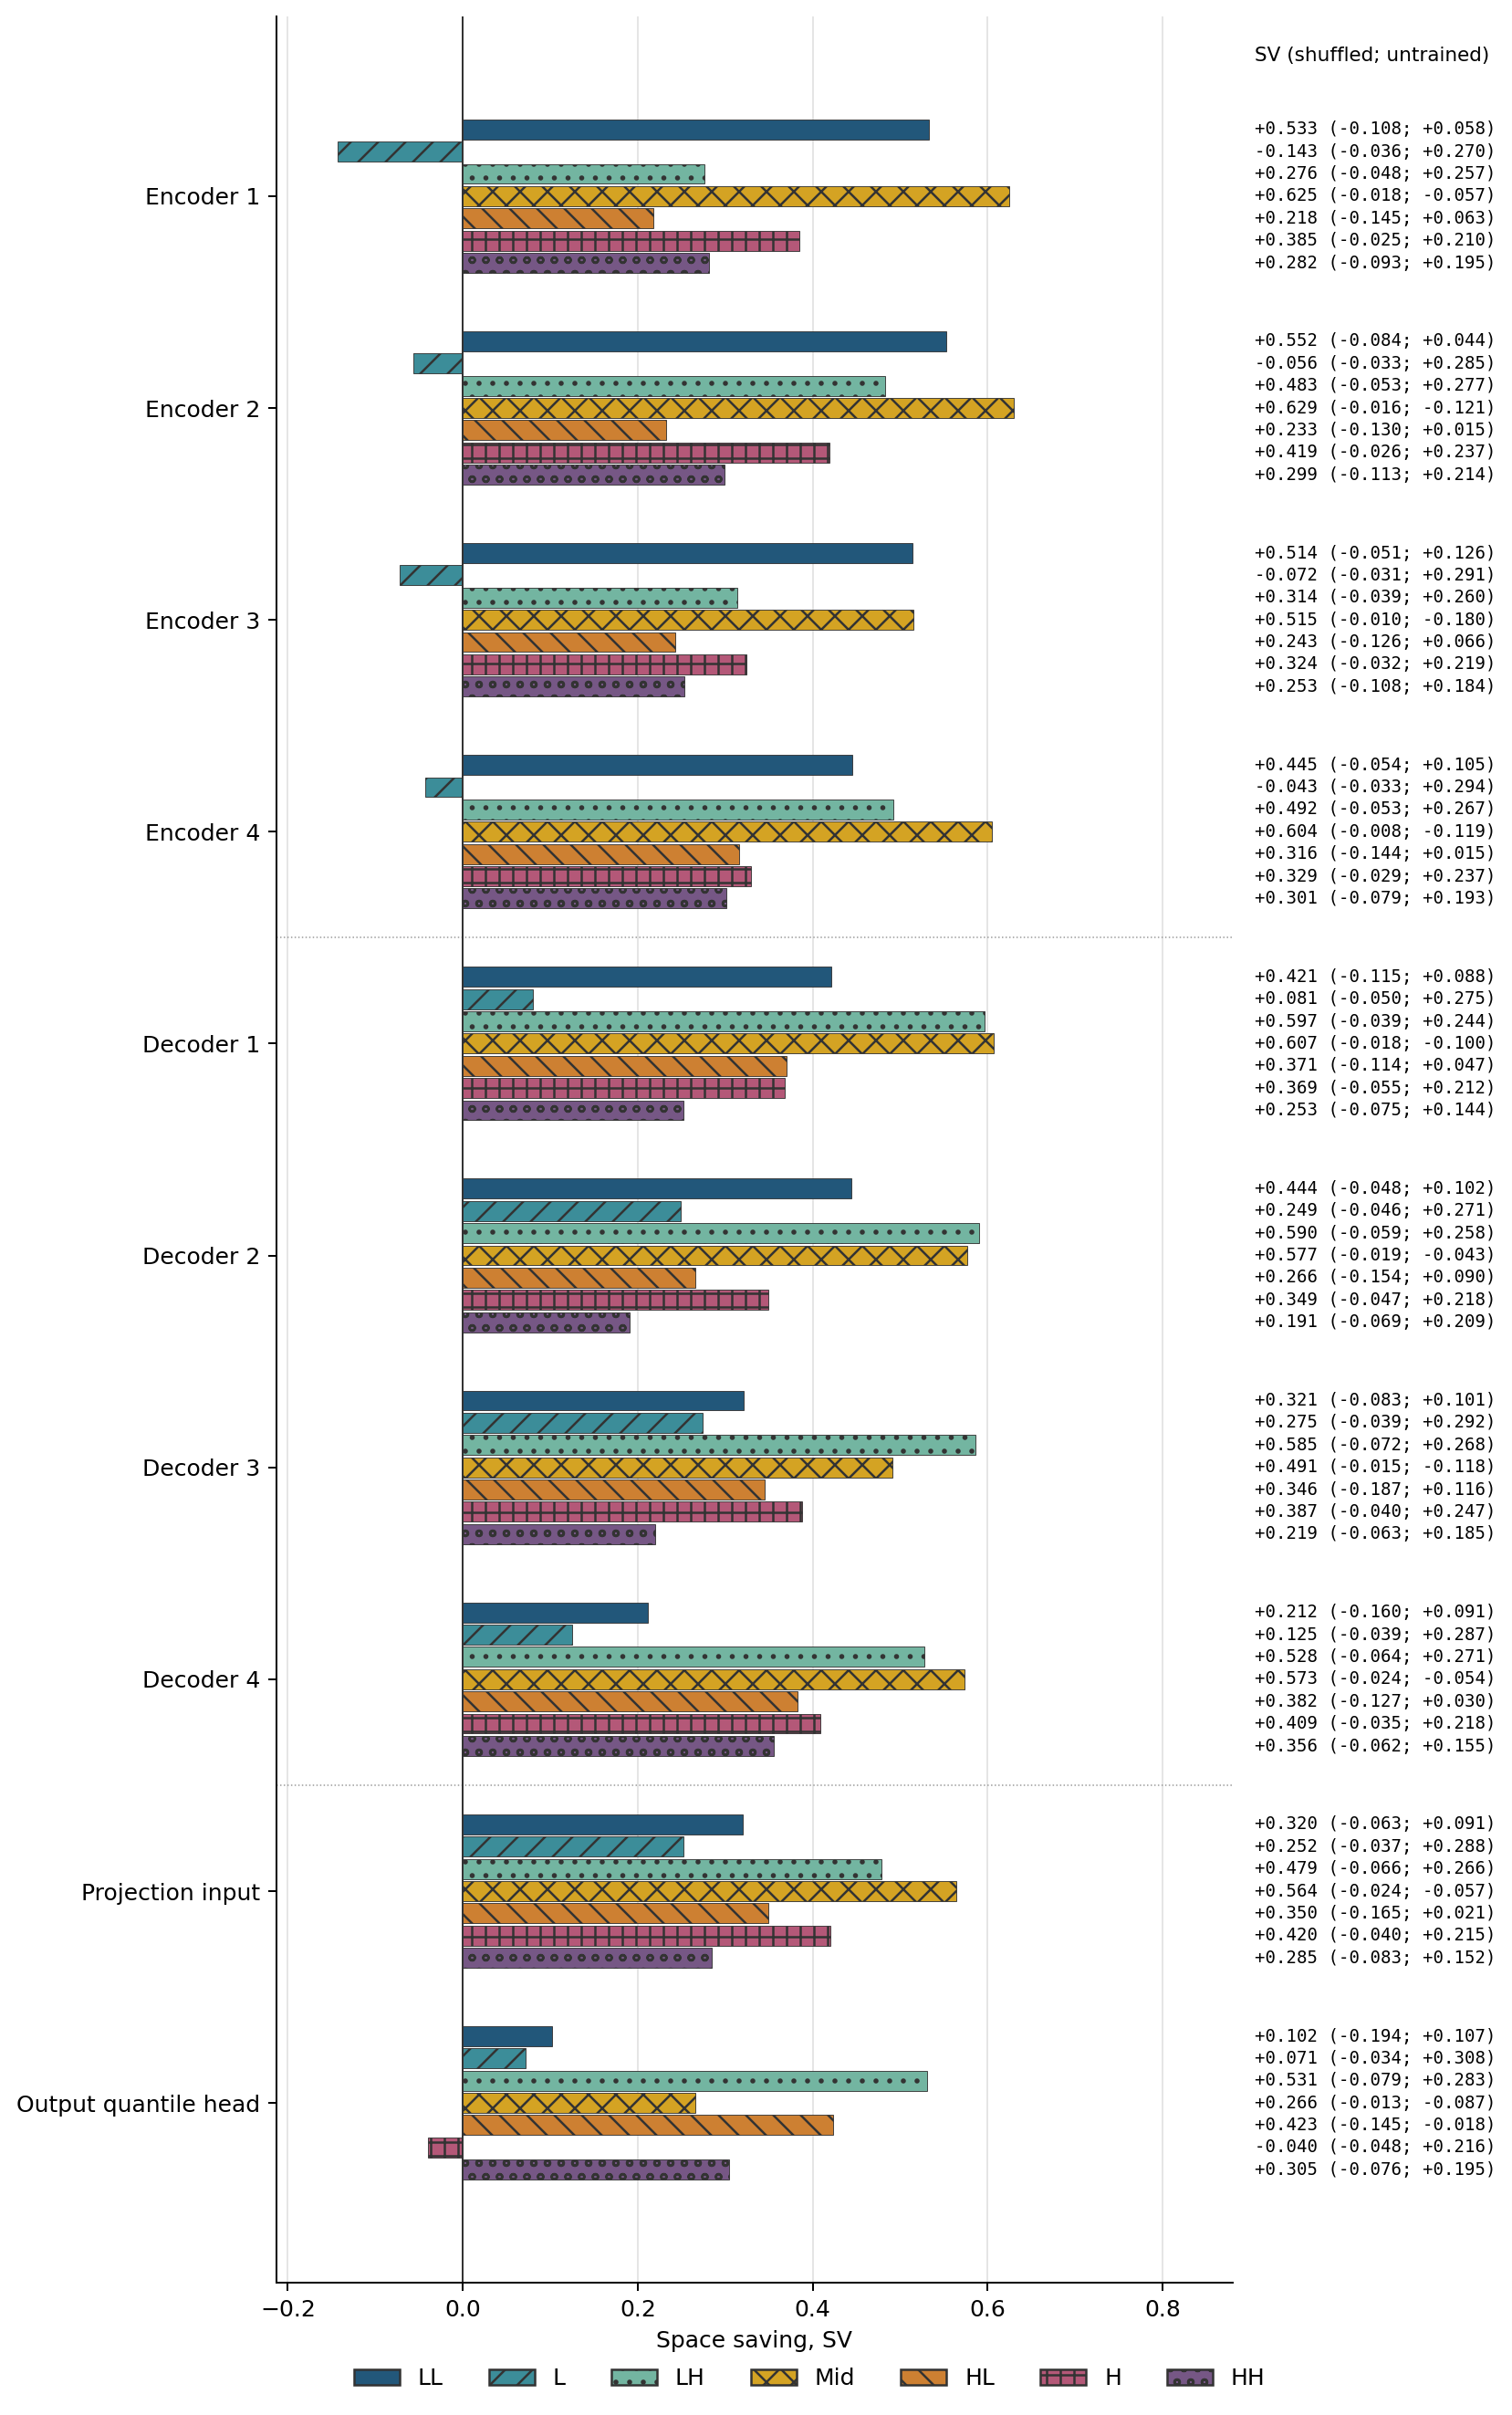 SV (shuffled; untrained)
Encoder 1
+0.533 (-0.108; +0.058)
-0.143 (-0.036; +0.270)
+0.276 (-0.048; +0.257)
+0.625 (-0.018; -0.057)
+0.218 (-0.145; +0.063)
+0.385 (-0.025; +0.210)
+0.282 (-0.093; +0.195)
Encoder 2
+0.552 (-0.084; +0.044)
-0.056 (-0.033; +0.285)
+0.483 (-0.053; +0.277)
+0.629 (-0.016; -0.121)
+0.233 (-0.130; +0.015)
+0.419 (-0.026; +0.237)
+0.299 (-0.113; +0.214)
Encoder 3
+0.514 (-0.051; +0.126)
-0.072 (-0.031; +0.291)
+0.314 (-0.039; +0.260)
+0.515 (-0.010; -0.180)
+0.243 (-0.126; +0.066)
+0.324 (-0.032; +0.219)
+0.253 (-0.108; +0.184)
Encoder 4
+0.445 (-0.054; +0.105)
-0.043 (-0.033; +0.294)
+0.492 (-0.053; +0.267)
+0.604 (-0.008; -0.119)
+0.316 (-0.144; +0.015)
+0.329 (-0.029; +0.237)
+0.301 (-0.079; +0.193)
Decoder 1
+0.421 (-0.115; +0.088)
+0.081 (-0.050; +0.275)
+0.597 (-0.039; +0.244)
+0.607 (-0.018; -0.100)
+0.371 (-0.114; +0.047)
+0.369 (-0.055; +0.212)
+0.253 (-0.075; +0.144)
Decoder 2
+0.444 (-0.048; +0.102)
+0.249 (-0.046; +0.271)
+0.590 (-0.059; +0.258)
+0.577 (-0.019; -0.043)
+0.266 (-0.154; +0.090)
+0.349 (-0.047; +0.218)
+0.191 (-0.069; +0.209)
Decoder 3
+0.321 (-0.083; +0.101)
+0.275 (-0.039; +0.292)
+0.585 (-0.072; +0.268)
+0.491 (-0.015; -0.118)
+0.346 (-0.187; +0.116)
+0.387 (-0.040; +0.247)
+0.219 (-0.063; +0.185)
Decoder 4
+0.212 (-0.160; +0.091)
+0.125 (-0.039; +0.287)
+0.528 (-0.064; +0.271)
+0.573 (-0.024; -0.054)
+0.382 (-0.127; +0.030)
+0.409 (-0.035; +0.218)
+0.356 (-0.062; +0.155)
Projection input
+0.320 (-0.063; +0.091)
+0.252 (-0.037; +0.288)
+0.479 (-0.066; +0.266)
+0.564 (-0.024; -0.057)
+0.350 (-0.165; +0.021)
+0.420 (-0.040; +0.215)
+0.285 (-0.083; +0.152)
Output quantile head
+0.102 (-0.194; +0.107)
+0.071 (-0.034; +0.308)
+0.531 (-0.079; +0.283)
+0.266 (-0.013; -0.087)
+0.423 (-0.145; -0.018)
-0.040 (-0.048; +0.216)
+0.305 (-0.076; +0.195)
−0.2 0.0 0.2 0.4 0.6 0.8
Space saving, SV
LL L LH Mid HL H HH